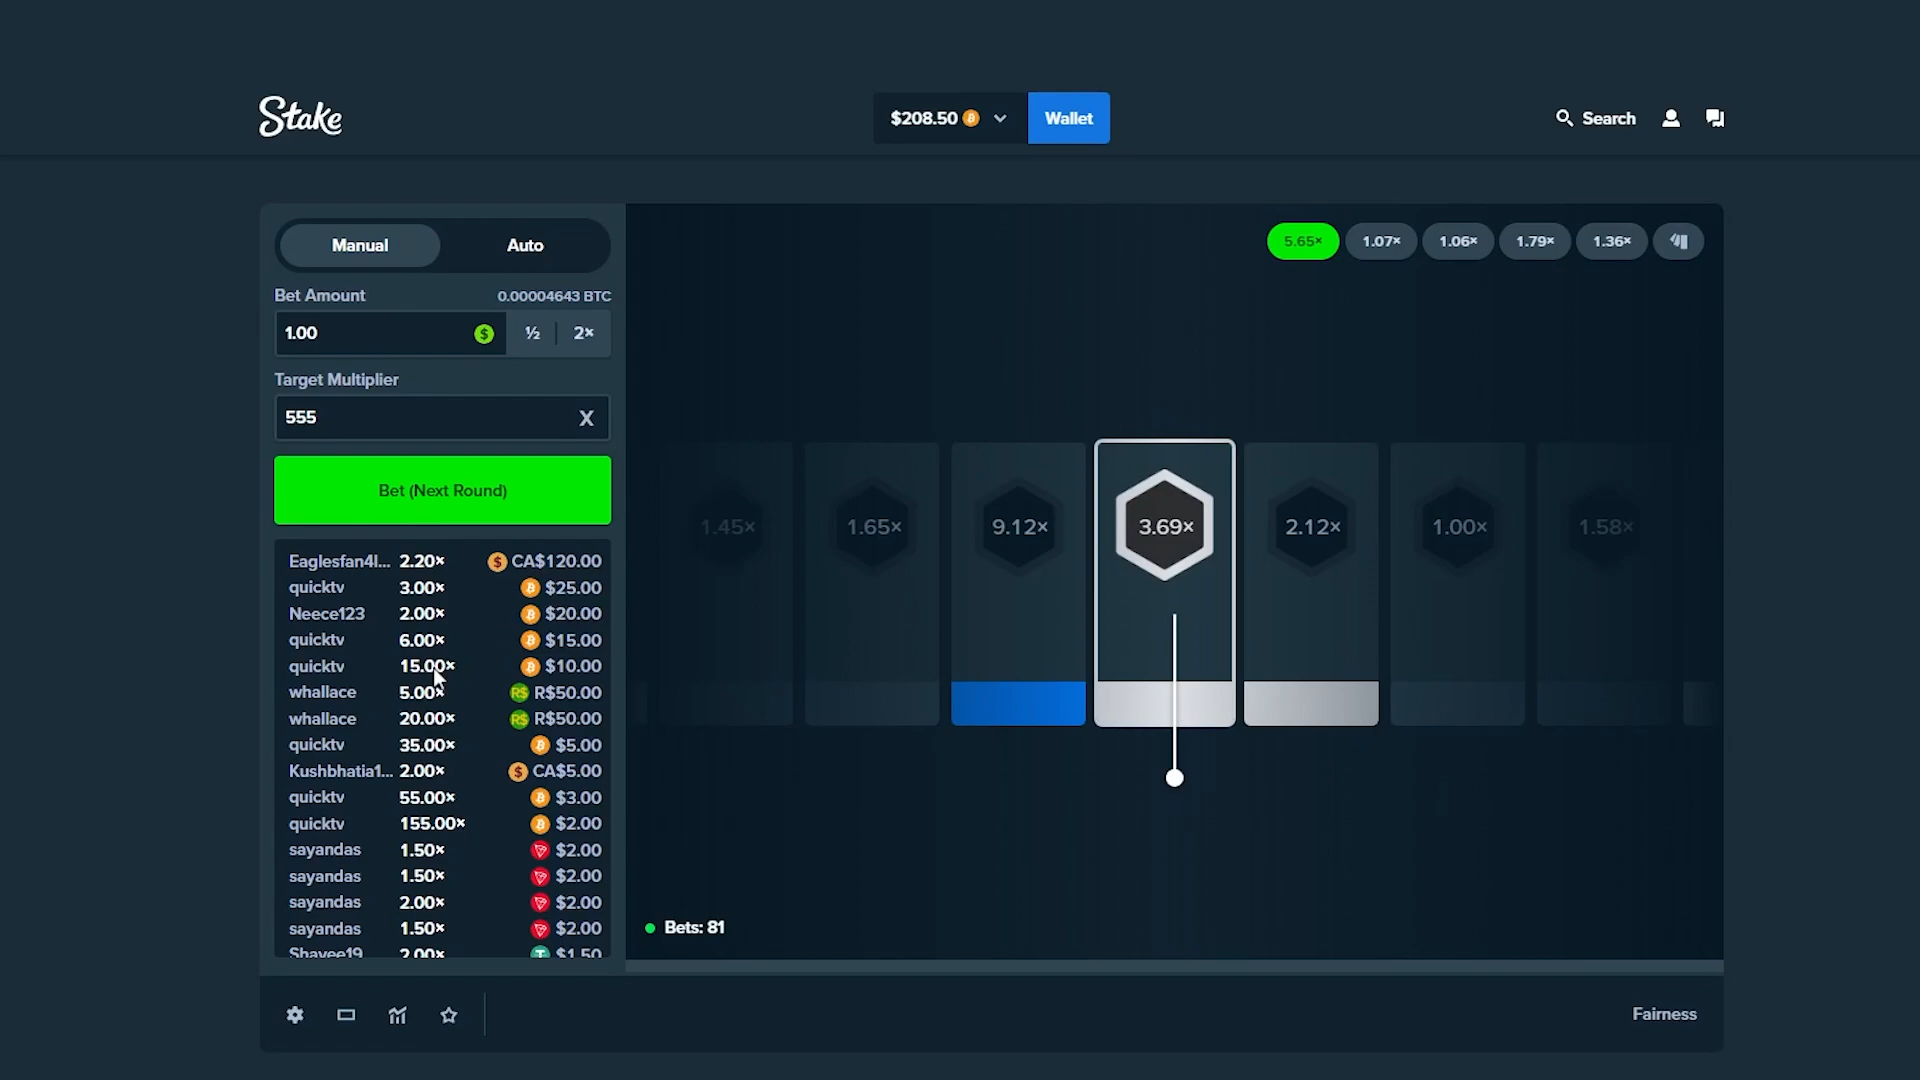 Stake
$208.50
Wallet
Search
Manual
Auto
5.65×
1.07×
1.06×
1.79×
1.36×
Bet Amount
0.00004643 BTC
1.00
½
2×
Target Multiplier
555
X
Bet (Next Round)
1.45×
1.65×
9.12×
3.69×
2.12×
1.00×
1.58×
Eaglesfan4l... 2.20× CA$120.00
quicktv 3.00× $25.00
Neece123 2.00× $20.00
quicktv 6.00× $15.00
quicktv 15.00× $10.00
whallace 5.00× R$ R$50.00
whallace 20.00× R$ R$50.00
quicktv 35.00× $5.00
Kushbhatia1... 2.00× CA$5.00
quicktv 55.00× $3.00
quicktv 155.00× $2.00
sayandas 1.50× $2.00
sayandas 1.50× $2.00
sayandas 2.00× $2.00
sayandas 1.50× $2.00
Shavee19 2.00× $1.50
Bets: 81
Fairness